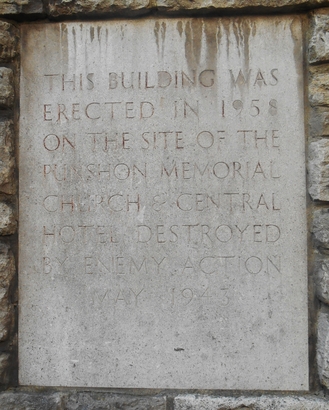 THIS BUILDING WAS
ERECTED IN 1958
ON THE SITE OF THE
PUNSHON MEMORIAL
CHURCH & CENTRAL
HOTEL DESTROYED
BY ENEMY ACTION
MAY 1943